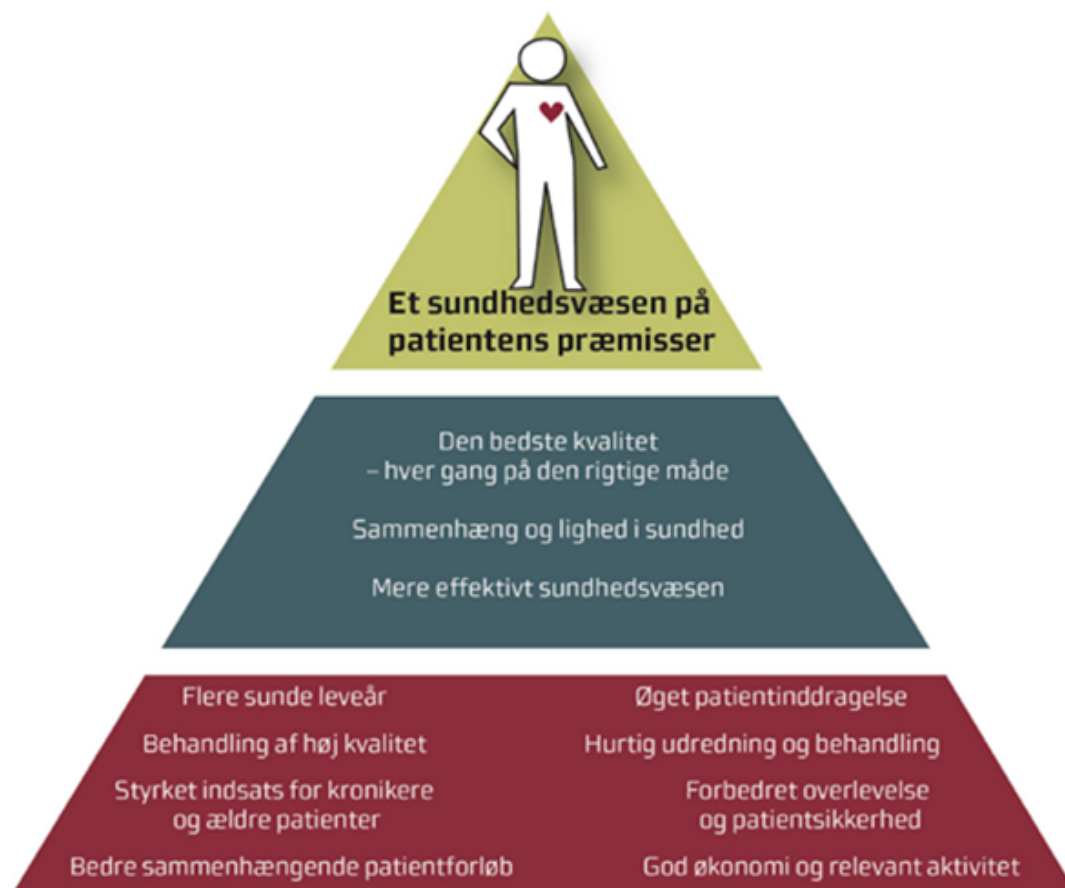 Et sundhedsvæsen på
patientens præmisser
Den bedste kvalitet
– hver gang på den rigtige måde
Sammenhæng og lighed i sundhed
Mere effektivt sundhedsvæsen
Flere sunde leveår
Behandling af høj kvalitet
Styrket indsats for kronikere
og ældre patienter
Bedre sammenhængende patientforløb
Øget patientinddragelse
Hurtig udredning og behandling
Forbedret overlevelse
og patientsikkerhed
God økonomi og relevant aktivitet